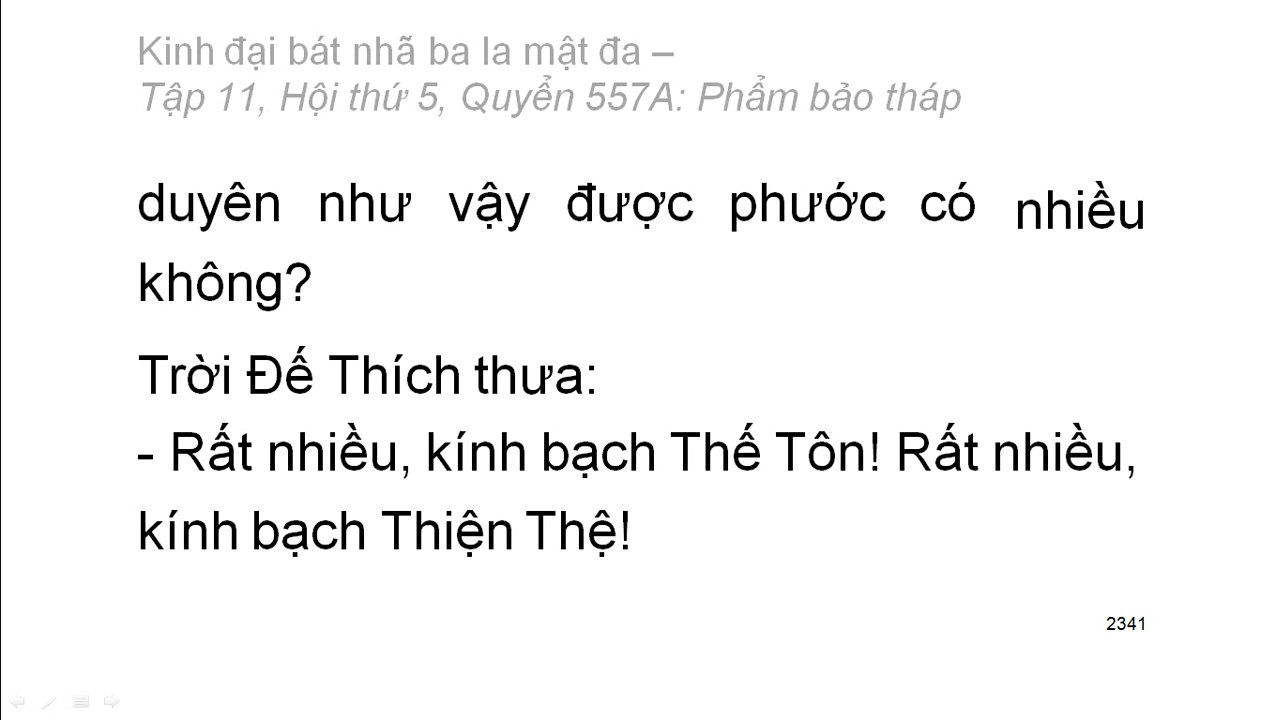 Kinh đại bát nhã ba la mật đa –
Tập 11, Hội thứ 5, Quyển 557A: Phẩm bảo tháp
duyên như vậy được phước có nhiều
không?
Trời Đế Thích thưa:
- Rất nhiều, kính bạch Thế Tôn! Rất nhiều,
kính bạch Thiện Thệ!
2341